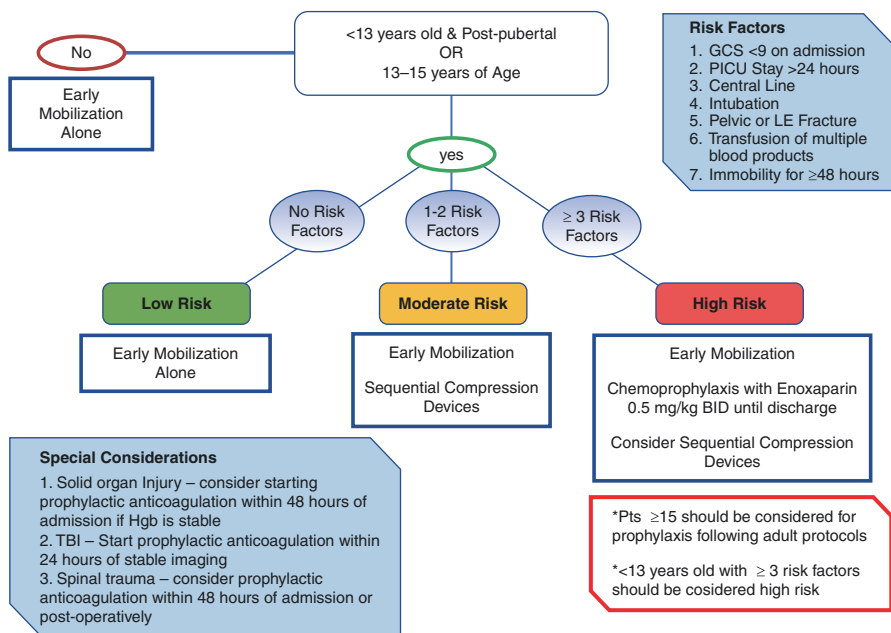 <13 years old & Post-pubertal
OR
13–15 years of Age
No
Early
Mobilization
Alone
Risk Factors
1. GCS <9 on admission
2. PICU Stay >24 hours
3. Central Line
4. Intubation
5. Pelvic or LE Fracture
6. Transfusion of multiple
blood products
7. Immobility for ≥48 hours
yes
No Risk
Factors
1-2 Risk
Factors
≥ 3 Risk
Factors
Low Risk
Moderate Risk
High Risk
Early Mobilization
Alone
Early Mobilization
Sequential Compression
Devices
Early Mobilization
Chemoprophylaxis with Enoxaparin
0.5 mg/kg BID until discharge
Consider Sequential Compression
Devices
Special Considerations
1. Solid organ Injury – consider starting
prophylactic anticoagulation within 48 hours of
admission if Hgb is stable
2. TBI – Start prophylactic anticoagulation within
24 hours of stable imaging
3. Spinal trauma – consider prophylactic
anticoagulation within 48 hours of admission or
post-operatively
*Pts ≥15 should be considered for
prophylaxis following adult protocols
*<13 years old with ≥ 3 risk factors
should be cosidered high risk